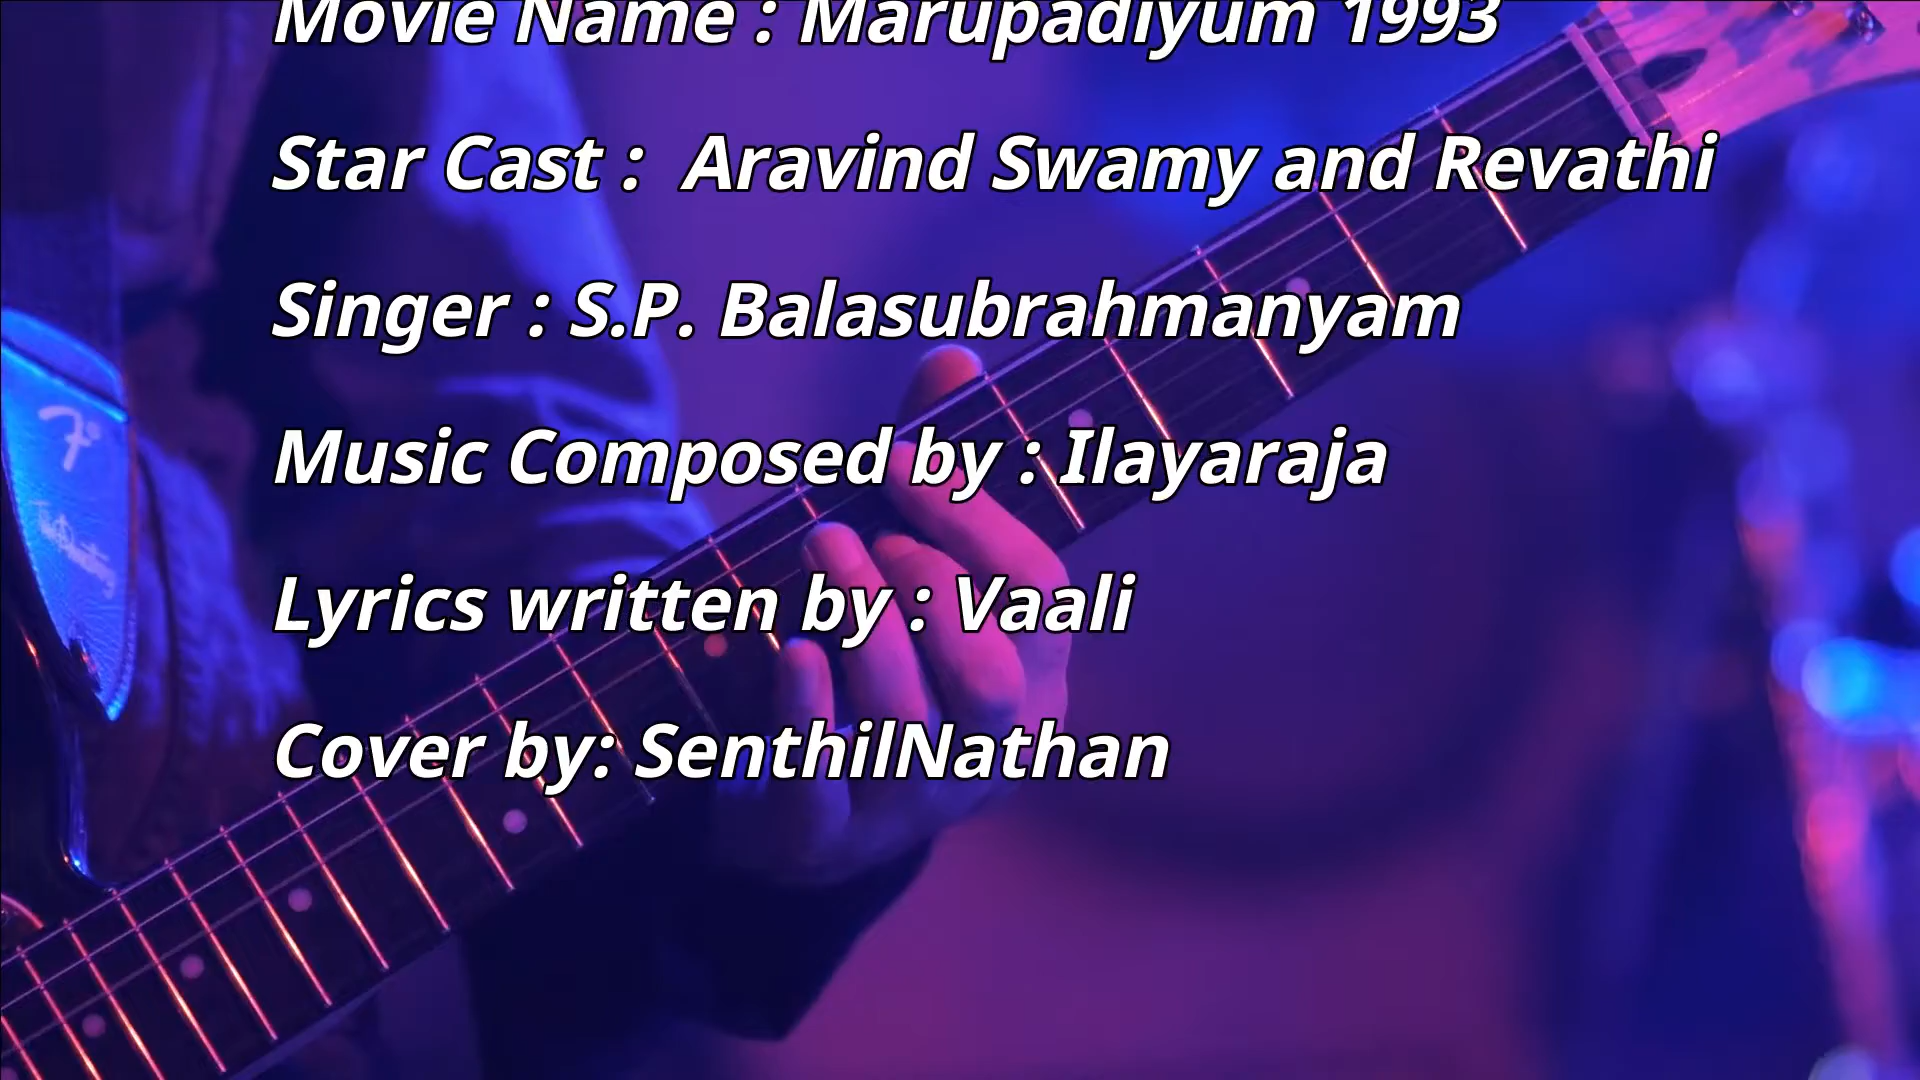 Movie Name : Marupadiyum 1993
Star Cast :  Aravind Swamy and Revathi
Singer : S.P. Balasubrahmanyam
Music Composed by : Ilayaraja
Lyrics written by : Vaali
Cover by: SenthilNathan